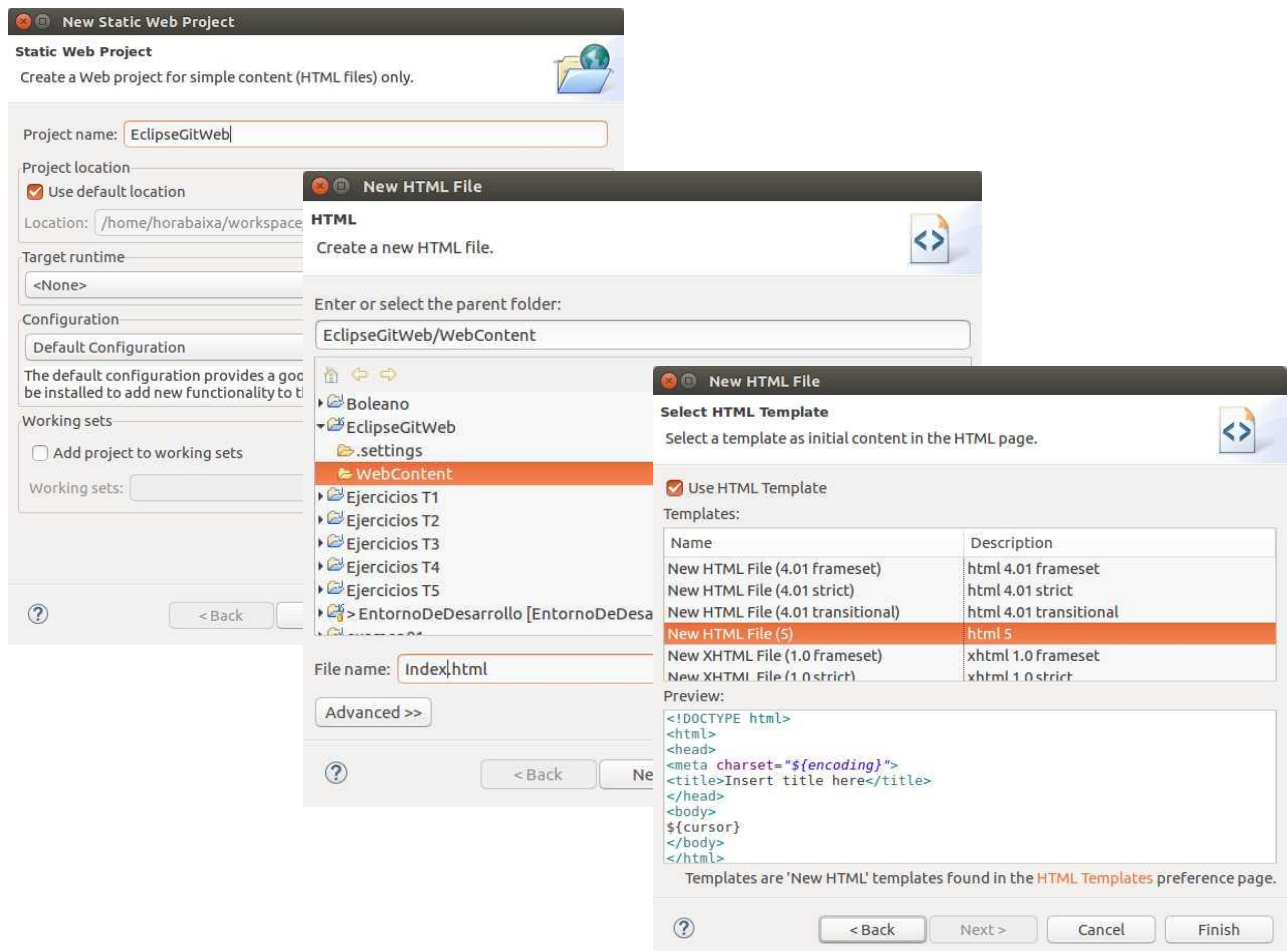 New Static Web Project
Static Web Project
Create a Web project for simple content (HTML files) only.
Project name: EclipseGitWeb
Project location
Use default location
Location: /home/horabaixa/workspace
Target runtime
<None>
Configuration
Default Configuration
The default configuration provides a goo
be installed to add new functionality to t
Working sets
Add project to working sets
Working sets:
< Back
New HTML File
HTML
Create a new HTML file.
Enter or select the parent folder:
EclipseGitWeb/WebContent
Boleano
EclipseGitWeb
.settings
WebContent
Ejercicios T1
Ejercicios T2
Ejercicios T3
Ejercicios T4
Ejercicios T5
> EntornoDeDesarrollo [EntornoDeDesa
File name: Index.html
Advanced >>
< Back Ne
New HTML File
Select HTML Template
Select a template as initial content in the HTML page.
Use HTML Template
Templates:
Name Description
New HTML File (4.01 frameset) html 4.01 frameset
New HTML File (4.01 strict) html 4.01 strict
New HTML File (4.01 transitional) html 4.01 transitional
New HTML File (5) html 5
New XHTML File (1.0 frameset) xhtml 1.0 frameset
New XHTML File (1.0 strict) xhtml 1.0 strict
Preview:
<!DOCTYPE html>
<html>
<head>
<meta charset="${encoding}">
<title>Insert title here</title>
</head>
<body>
${cursor}
</body>
</html>
Templates are 'New HTML' templates found in the HTML Templates preference page.
< Back Next > Cancel Finish